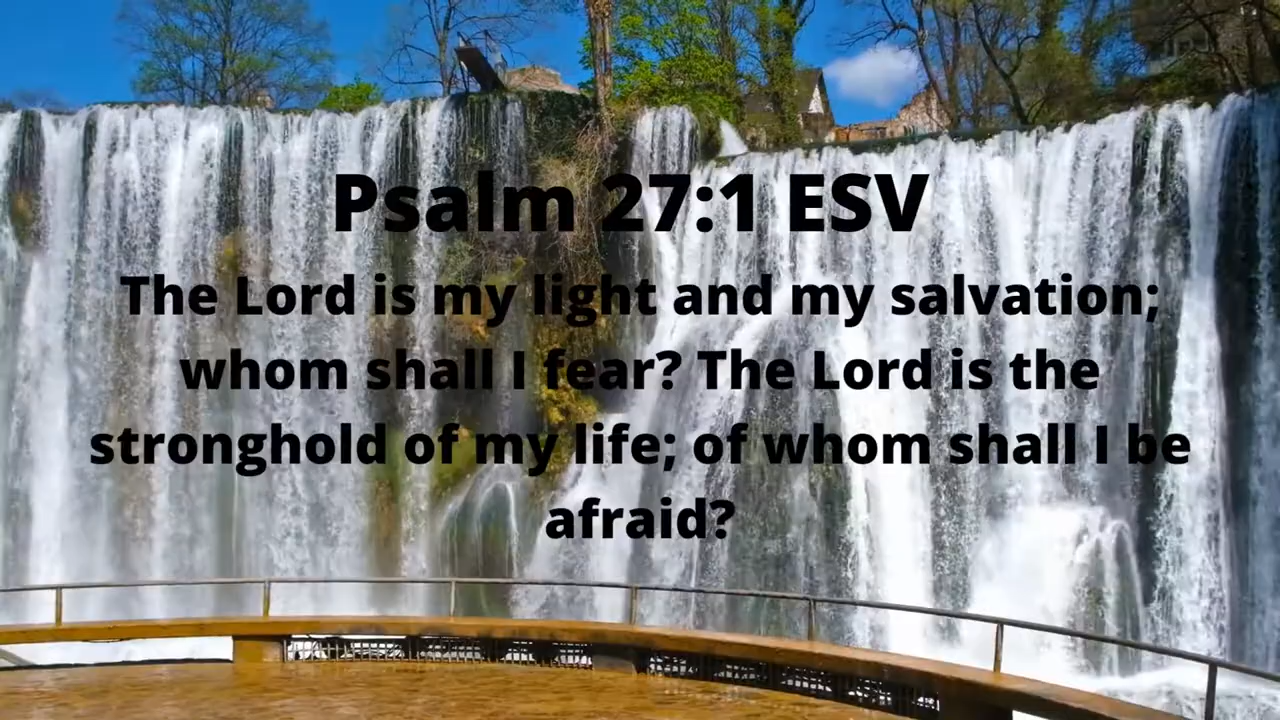 Psalm 27:1 ESV
The Lord is my light and my salvation;
whom shall I fear? The Lord is the
stronghold of my life; of whom shall I be
afraid?